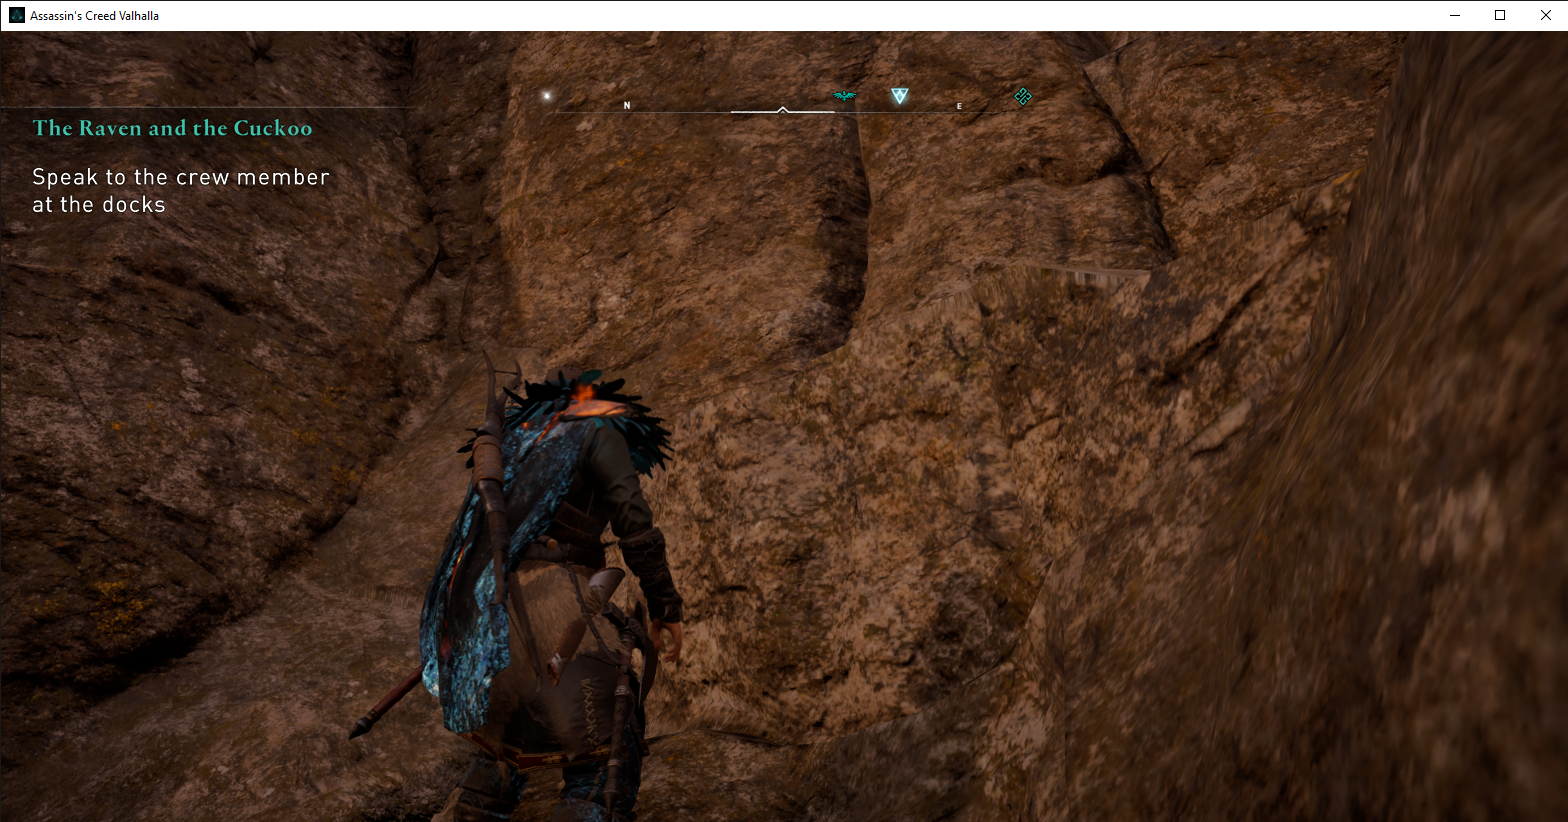 Assassin's Creed Valhalla
N
E
The Raven and the Cuckoo
Speak to the crew member
at the docks